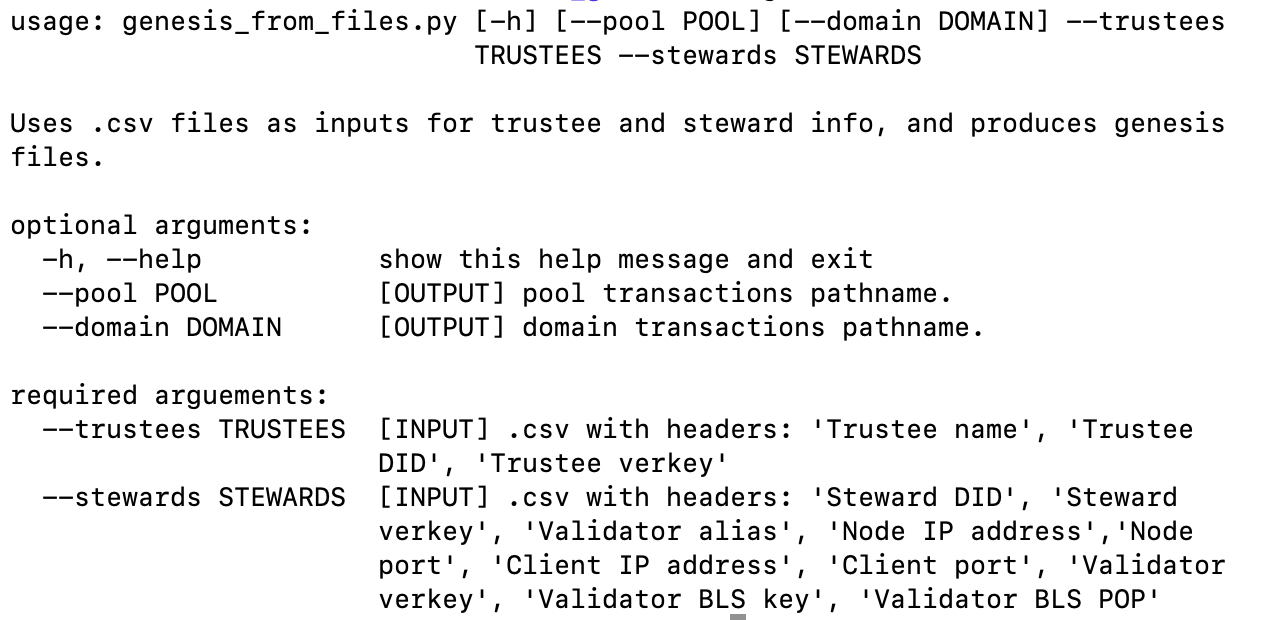 usage: genesis_from_files.py [-h] [--pool POOL] [--domain DOMAIN] --trustees
TRUSTEES --stewards STEWARDS
Uses .csv files as inputs for trustee and steward info, and produces genesis
files.
optional arguments:
-h, --help show this help message and exit
--pool POOL [OUTPUT] pool transactions pathname.
--domain DOMAIN [OUTPUT] domain transactions pathname.
required arguements:
--trustees TRUSTEES [INPUT] .csv with headers: 'Trustee name', 'Trustee
DID', 'Trustee verkey'
--stewards STEWARDS [INPUT] .csv with headers: 'Steward DID', 'Steward
verkey', 'Validator alias', 'Node IP address','Node
port', 'Client IP address', 'Client port', 'Validator
verkey', 'Validator BLS key', 'Validator BLS POP'